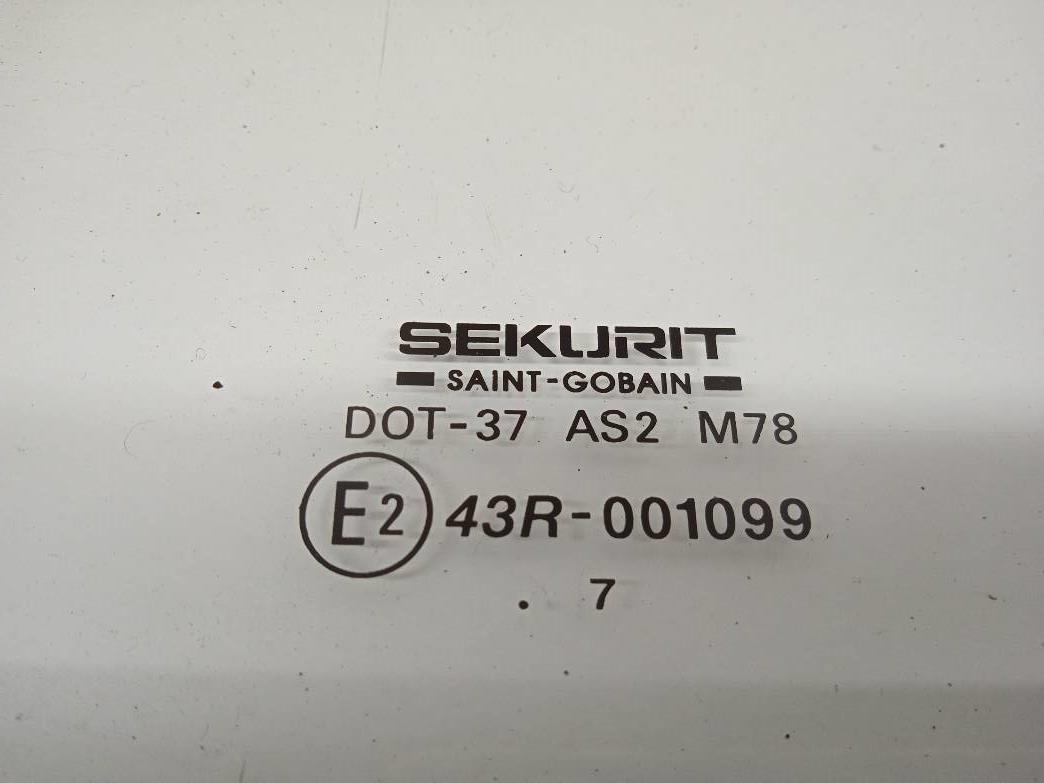 SEKURIT
SAINT-GOBAIN
DOT-37 AS2 M78
E2 43R-001099
. 7